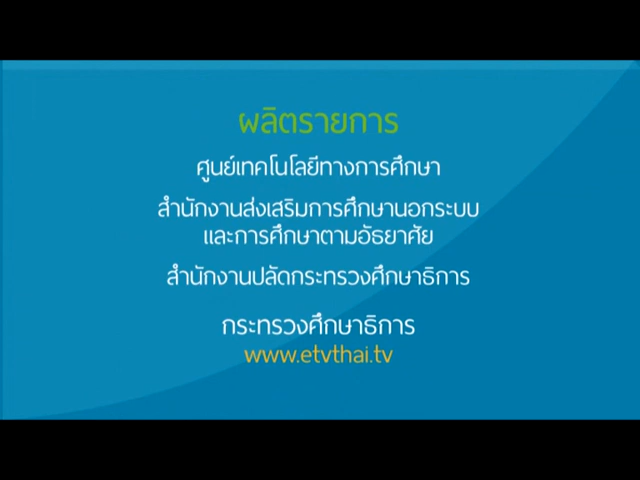 ผลิตรายการ
ศูนย์เทคโนโลยีทางการศึกษา
สำนักงานส่งเสริมการศึกษานอกระบบ
และการศึกษาตามอัธยาศัย
สำนักงานปลัดกระทรวงศึกษาธิการ
กระทรวงศึกษาธิการ
www.etvthai.tv